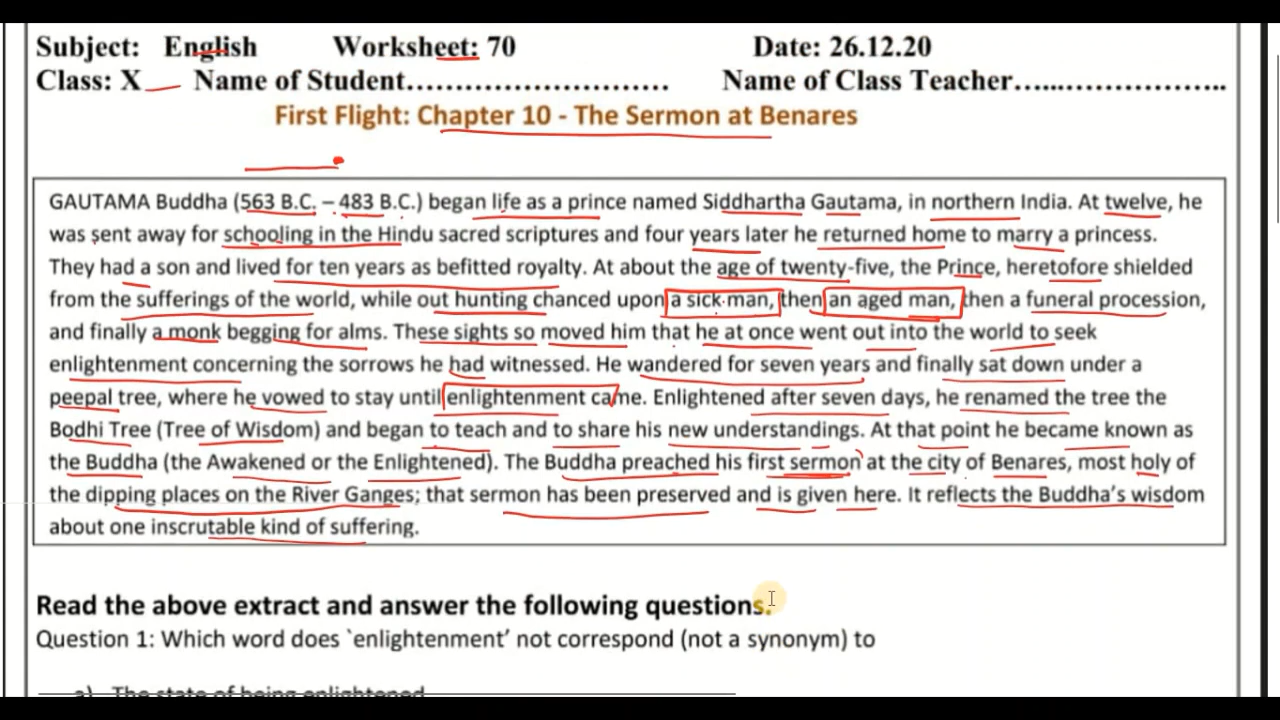 Subject: English Worksheet: 70 Date: 26.12.20
Class: X Name of Student………………………… Name of Class Teacher…...………………..
First Flight: Chapter 10 - The Sermon at Benares
GAUTAMA Buddha (563 B.C. – 483 B.C.) began life as a prince named Siddhartha Gautama, in northern India. At twelve, he
was sent away for schooling in the Hindu sacred scriptures and four years later he returned home to marry a princess.
They had a son and lived for ten years as befitted royalty. At about the age of twenty-five, the Prince, heretofore shielded
from the sufferings of the world, while out hunting chanced upon a sick man, then an aged man, then a funeral procession,
and finally a monk begging for alms. These sights so moved him that he at once went out into the world to seek
enlightenment concerning the sorrows he had witnessed. He wandered for seven years and finally sat down under a
peepal tree, where he vowed to stay until enlightenment came. Enlightened after seven days, he renamed the tree the
Bodhi Tree (Tree of Wisdom) and began to teach and to share his new understandings. At that point he became known as
the Buddha (the Awakened or the Enlightened). The Buddha preached his first sermon at the city of Benares, most holy of
the dipping places on the River Ganges; that sermon has been preserved and is given here. It reflects the Buddha's wisdom
about one inscrutable kind of suffering.
Read the above extract and answer the following questions.
Question 1: Which word does `enlightenment' not correspond (not a synonym) to
a) The state of being enlightened